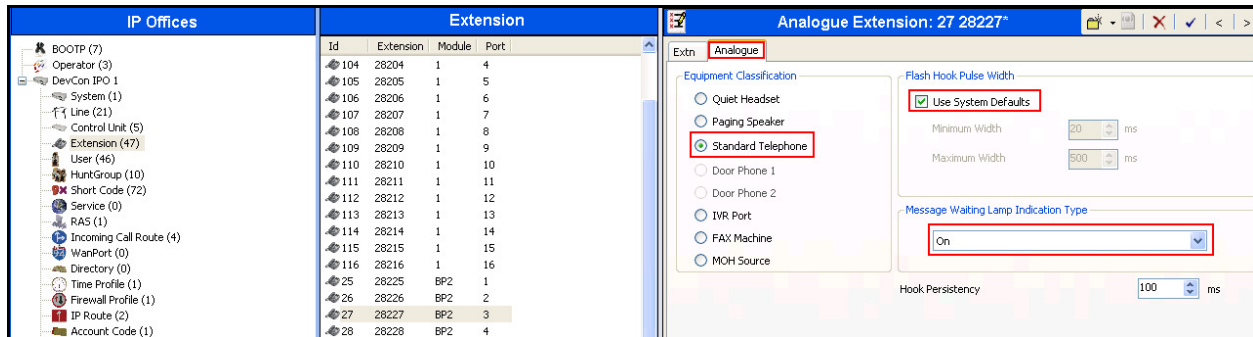 IP Offices
BOOTP (7)
Operator (3)
DevCon IPO 1
System (1)
Line (21)
Control Unit (5)
Extension (47)
User (46)
HuntGroup (10)
Short Code (72)
Service (0)
RAS (1)
Incoming Call Route (4)
WanPort (0)
Directory (0)
Time Profile (1)
Firewall Profile (1)
IP Route (2)
Account Code (1)
Extension
Id Extension Module Port
104 28204 1 4
105 28205 1 5
106 28206 1 6
107 28207 1 7
108 28208 1 8
109 28209 1 9
110 28210 1 10
111 28211 1 11
112 28212 1 12
113 28213 1 13
114 28214 1 14
115 28215 1 15
116 28216 1 16
25 28225 BP2 1
26 28226 BP2 2
27 28227 BP2 3
28 28228 BP2 4
Analogue Extension: 27 28227*
Extn Analogue
Equipment Classification
Quiet Headset
Paging Speaker
Standard Telephone
Door Phone 1
Door Phone 2
IVR Port
FAX Machine
MOH Source
Flash Hook Pulse Width
Use System Defaults
Minimum Width 20 ms
Maximum Width 500 ms
Message Waiting Lamp Indication Type
On
Hook Persistency 100 ms